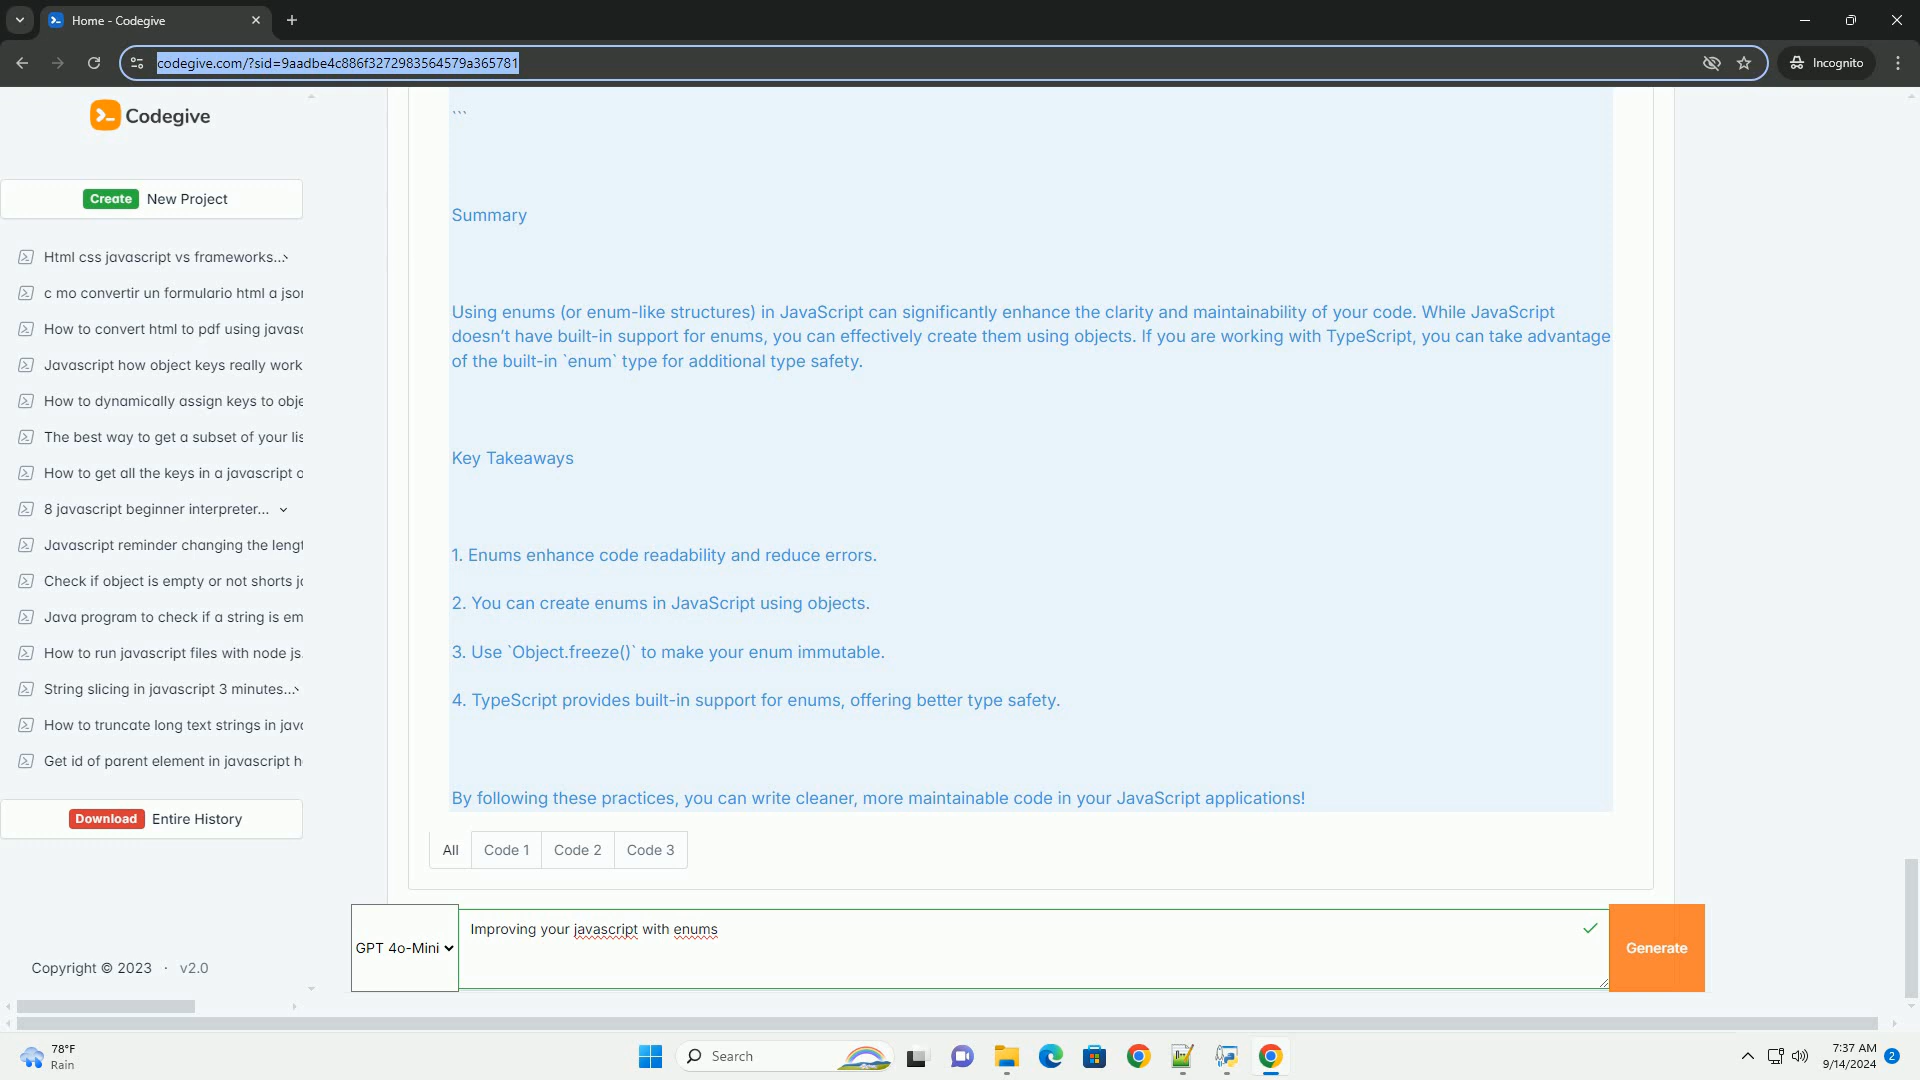 Home - Codegive
codegive.com/?sid=9aadbe4c886f3272983564579a365781
Incognito
Codegive
Create New Project
Html css javascript vs frameworks...
c mo convertir un formulario html a jsor
How to convert html to pdf using javasc
Javascript how object keys really work
How to dynamically assign keys to obje
The best way to get a subset of your lis
How to get all the keys in a javascript o
8 javascript beginner interpreter...
Javascript reminder changing the lengt
Check if object is empty or not shorts ja
Java program to check if a string is em
How to run javascript files with node js.
String slicing in javascript 3 minutes...
How to truncate long text strings in java
Get id of parent element in javascript h
Download Entire History
Copyright © 2023 · v2.0
```
Summary
Using enums (or enum-like structures) in JavaScript can significantly enhance the clarity and maintainability of your code. While JavaScript
doesn’t have built-in support for enums, you can effectively create them using objects. If you are working with TypeScript, you can take advantage
of the built-in `enum` type for additional type safety.
Key Takeaways
1. Enums enhance code readability and reduce errors.
2. You can create enums in JavaScript using objects.
3. Use `Object.freeze()` to make your enum immutable.
4. TypeScript provides built-in support for enums, offering better type safety.
By following these practices, you can write cleaner, more maintainable code in your JavaScript applications!
All Code 1 Code 2 Code 3
GPT 4o-Mini
Improving your javascript with enums
Generate
78°F
Rain
Search
7:37 AM
9/14/2024
2